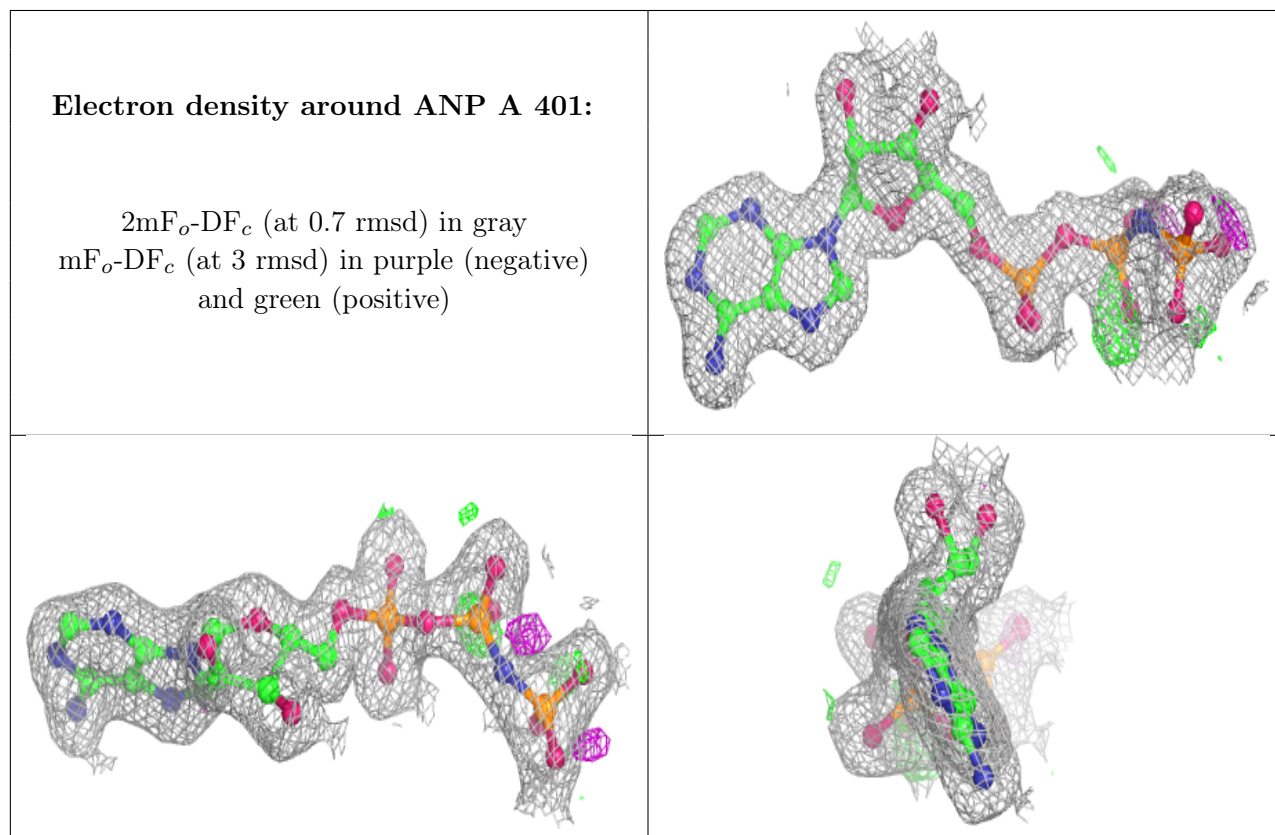 Electron density around ANP A 401:
2mFo-DFc (at 0.7 rmsd) in gray
mFo-DFc (at 3 rmsd) in purple (negative)
and green (positive)